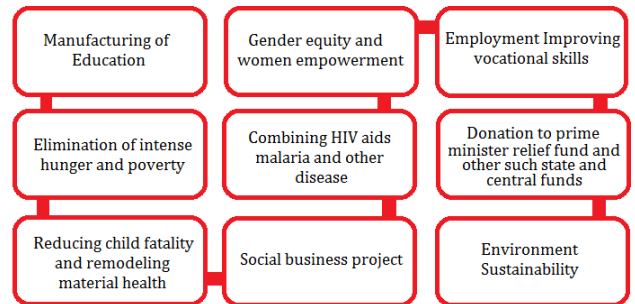 Manufacturing of
Education
Elimination of intense
hunger and poverty
Reducing child fatality
and remodeling
material health
Social business project
Combining HIV aids
malaria and other
disease
Gender equity and
women empowerment
Employment Improving
vocational skills
Donation to prime
minister relief fund and
other such state and
central funds
Environment
Sustainability